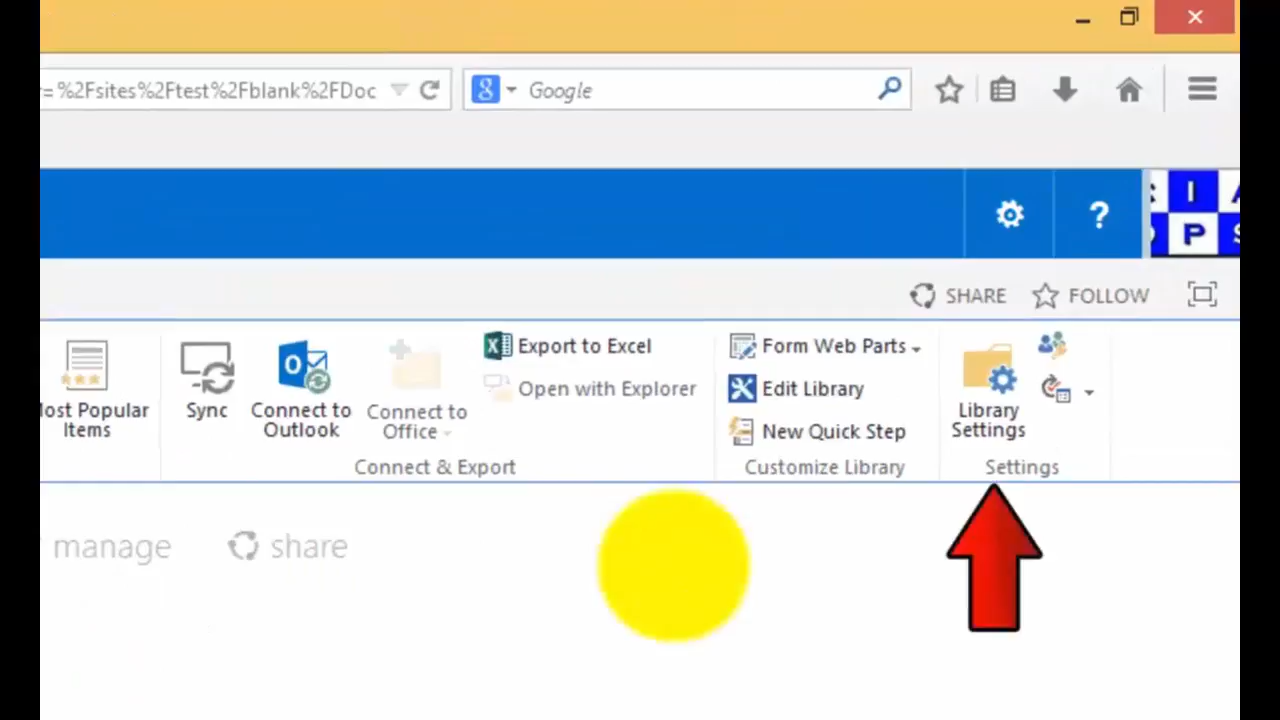 r=%2Fsites%2Ftest%2Fblank%2FDoc
Google
?
I
P
SHARE
FOLLOW
ost Popular
Items
Sync
Connect to
Outlook
Connect to
Office
Export to Excel
Open with Explorer
Connect & Export
Form Web Parts
Edit Library
New Quick Step
Customize Library
Library
Settings
Settings
manage
share